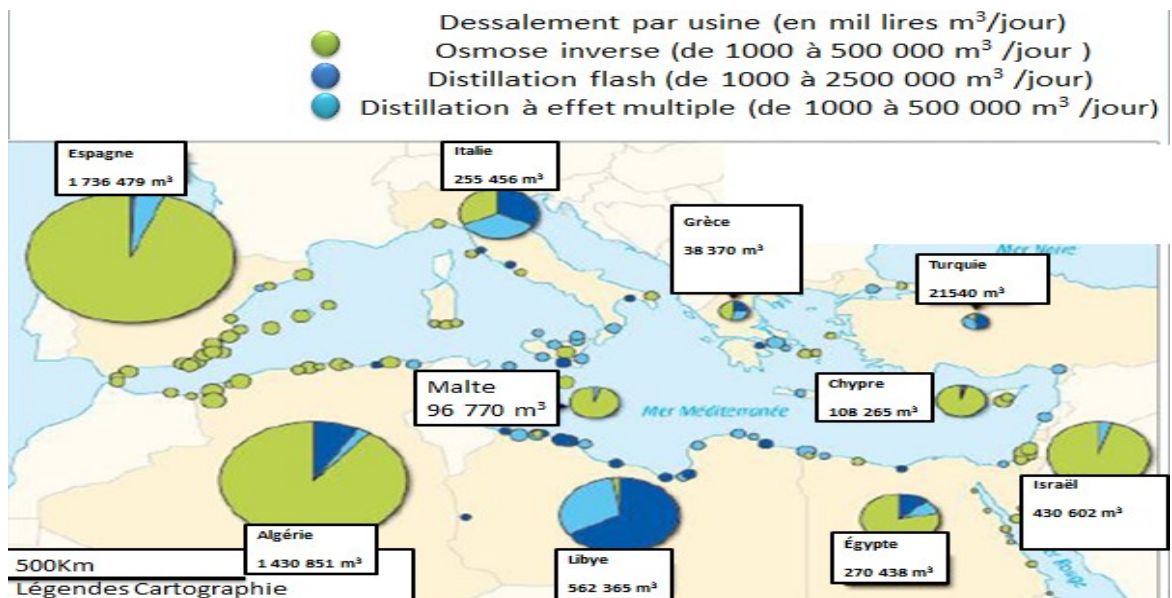 Dessalement par usine (en mil lires m³/jour)
Osmose inverse (de 1000 à 500 000 m³ /jour )
Distillation flash (de 1000 à 2500 000 m³ /jour)
Distillation à effet multiple (de 1000 à 500 000 m³ /jour)
Espagne
1 736 479 m³
Italie
255 456 m³
Grèce
38 370 m³
Mer Noire
Turquie
21540 m³
Malte
96 770 m³
Mer Méditerranée
Chypre
108 265 m³
Israël
430 602 m³
Algérie
1 430 851 m³
Libye
562 365 m³
Égypte
270 438 m³
Rouge
500Km
Légendes Cartographie